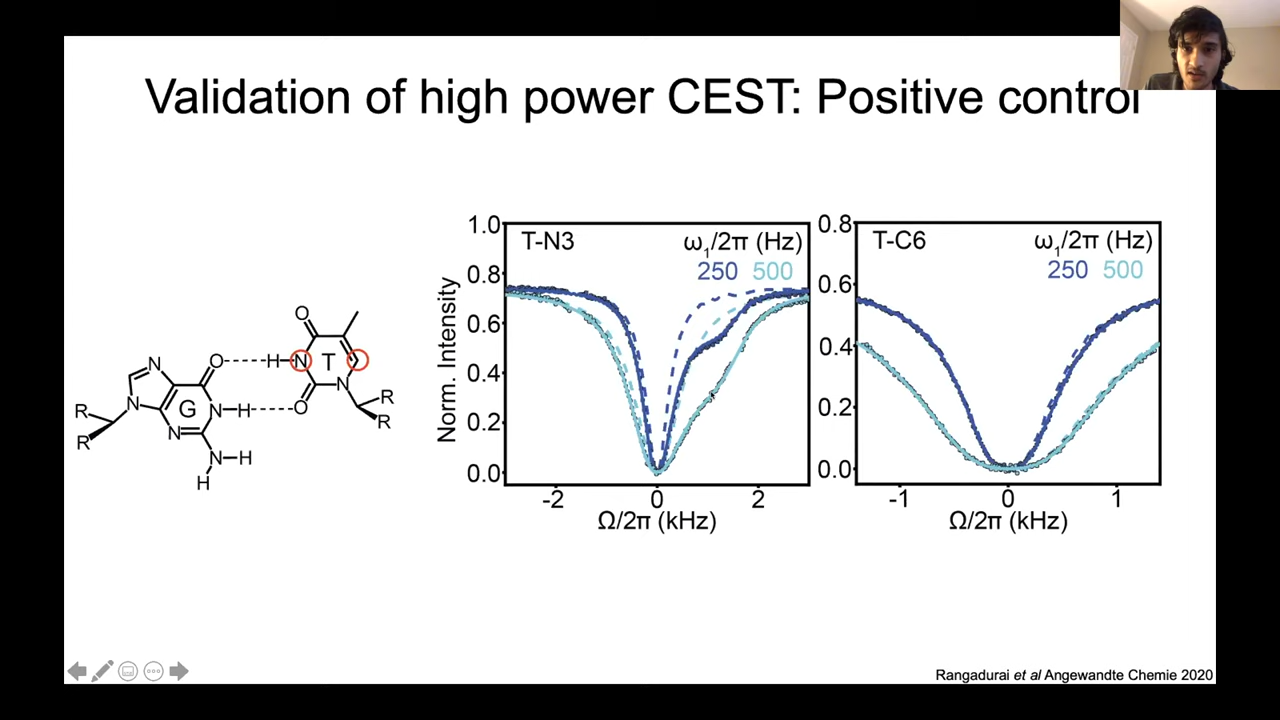 Validation of high power CEST: Positive control
O
N
O
H
N
T
R
N
N
G
N
H
O
N
R
R
R
N
N
H
H
T-N3
ω1/2π (Hz)
250 500
1.0
0.8
0.6
0.4
0.2
0.0
Norm. Intensity
-2 0 2
Ω/2π (kHz)
T-C6
ω1/2π (Hz)
250 500
0.8
0.6
0.4
0.2
0.0
-1 0 1
Ω/2π (kHz)
Rangadurai et al Angewandte Chemie 2020